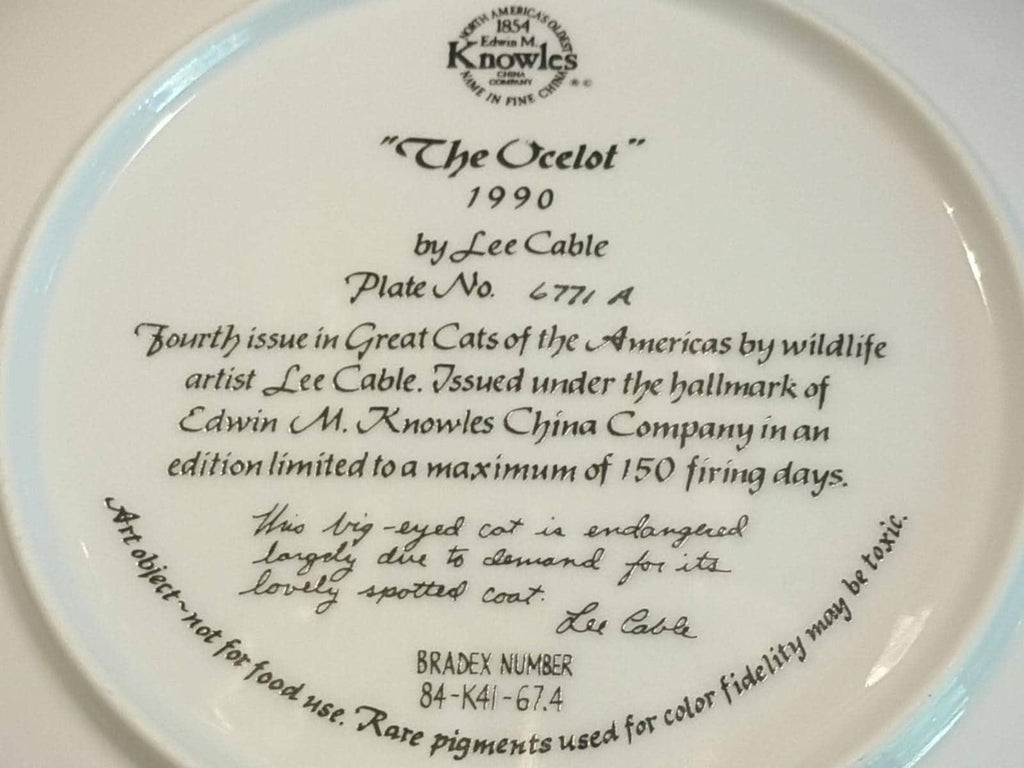 NORTH AMERICA'S OLDEST
1854
Edwin M.
Knowles
CHINA
COMPANY
® ©
NAME IN FINE CHINA
"The Ocelot"
1990
by Lee Cable
Plate No. 6771 A
Fourth issue in Great Cats of the Americas by wildlife
artist Lee Cable. Issued under the hallmark of
Edwin M. Knowles China Company in an
edition limited to a maximum of 150 firing days.
This big-eyed cat is endangered
largely due to demand for its
lovely spotted coat.
Lee Cable
BRADEX NUMBER
84-K41-67.4
Art object~not for food use. Rare pigments used for color fidelity may be toxic.